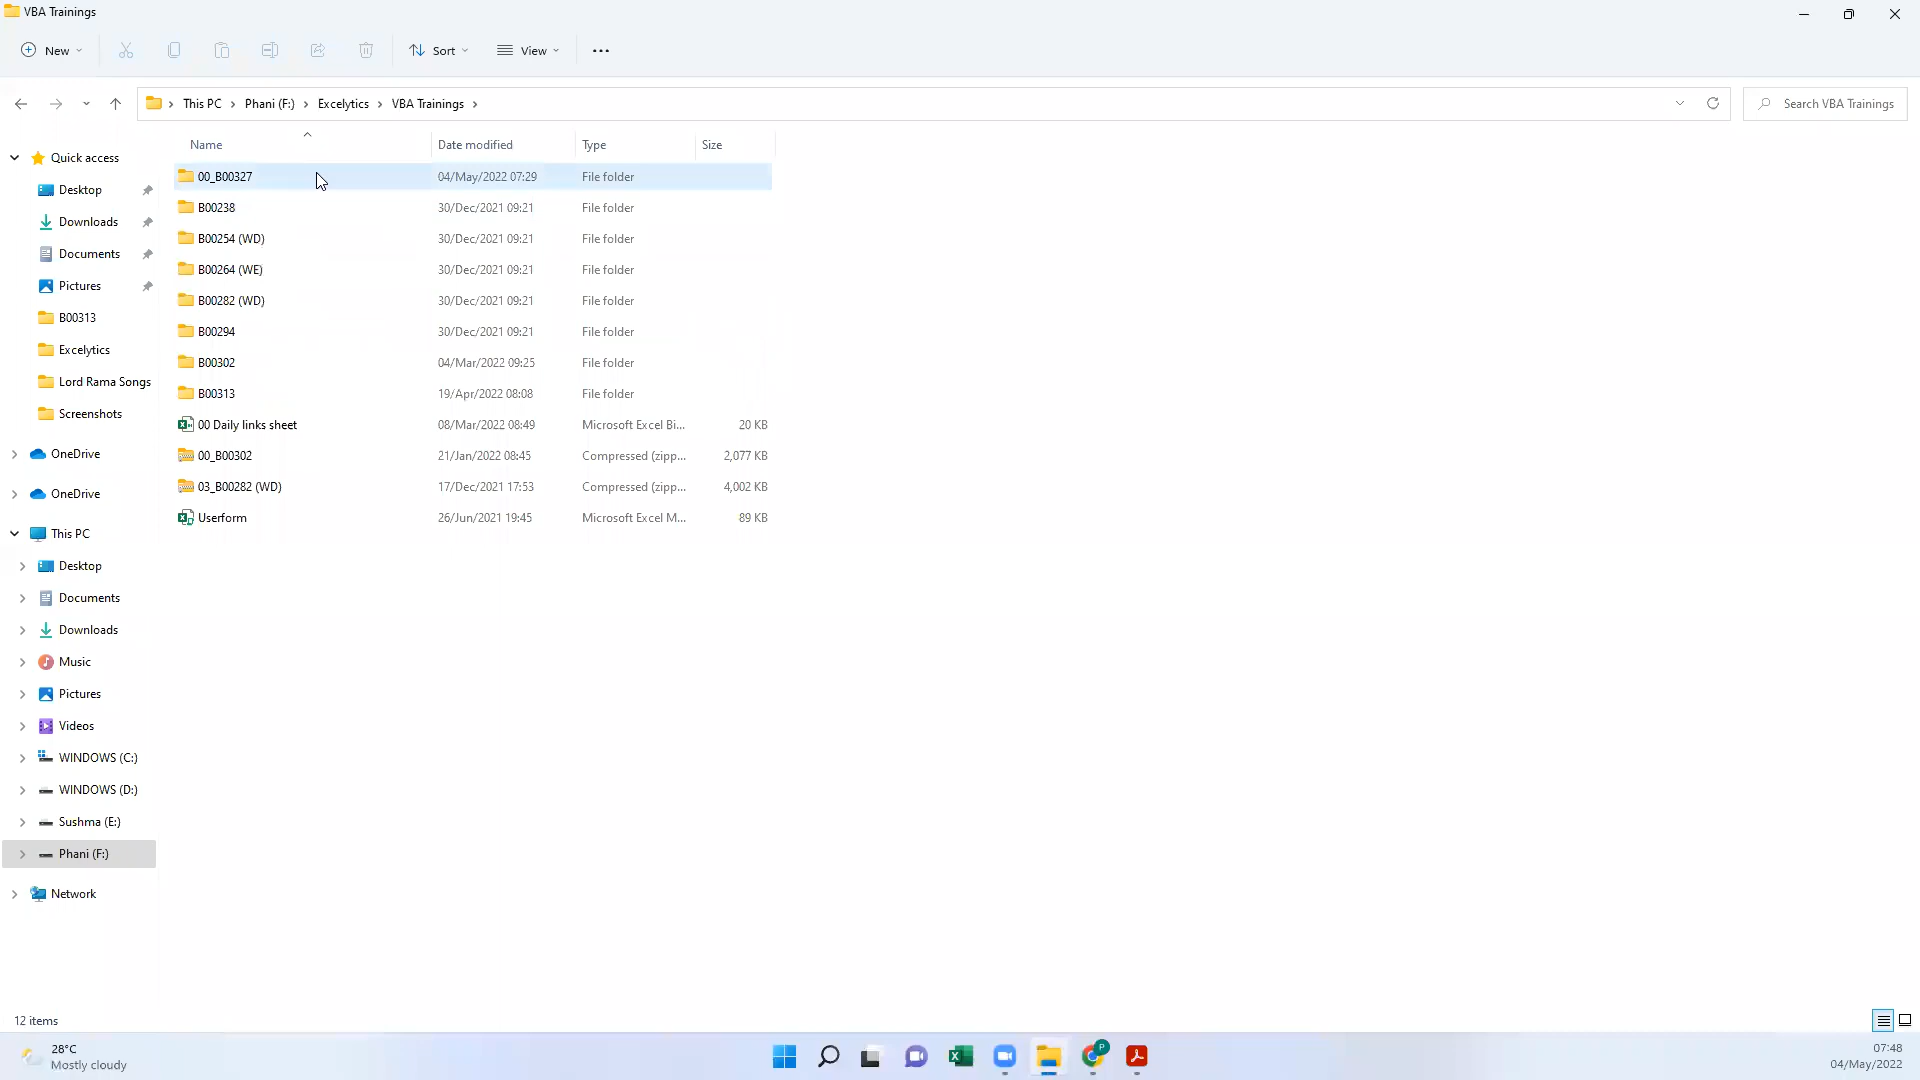 VBA Trainings
New
Sort
View
This PC > Phani (F:) > Excelytics > VBA Trainings >
Search VBA Trainings
Name Date modified Type Size
00_B00327 04/May/2022 07:29 File folder
B00238 30/Dec/2021 09:21 File folder
B00254 (WD) 30/Dec/2021 09:21 File folder
B00264 (WE) 30/Dec/2021 09:21 File folder
B00282 (WD) 30/Dec/2021 09:21 File folder
B00294 30/Dec/2021 09:21 File folder
B00302 04/Mar/2022 09:25 File folder
B00313 19/Apr/2022 08:08 File folder
00 Daily links sheet 08/Mar/2022 08:49 Microsoft Excel Bi... 20 KB
00_B00302 21/Jan/2022 08:45 Compressed (zipp... 2,077 KB
03_B00282 (WD) 17/Dec/2021 17:53 Compressed (zipp... 4,002 KB
Userform 26/Jun/2021 19:45 Microsoft Excel M... 89 KB
Quick access
Desktop
Downloads
Documents
Pictures
B00313
Excelytics
Lord Rama Songs
Screenshots
OneDrive
OneDrive
This PC
Desktop
Documents
Downloads
Music
Pictures
Videos
WINDOWS (C:)
WINDOWS (D:)
Sushma (E:)
Phani (F:)
Network
12 items
28°C
Mostly cloudy
P
07:48
04/May/2022